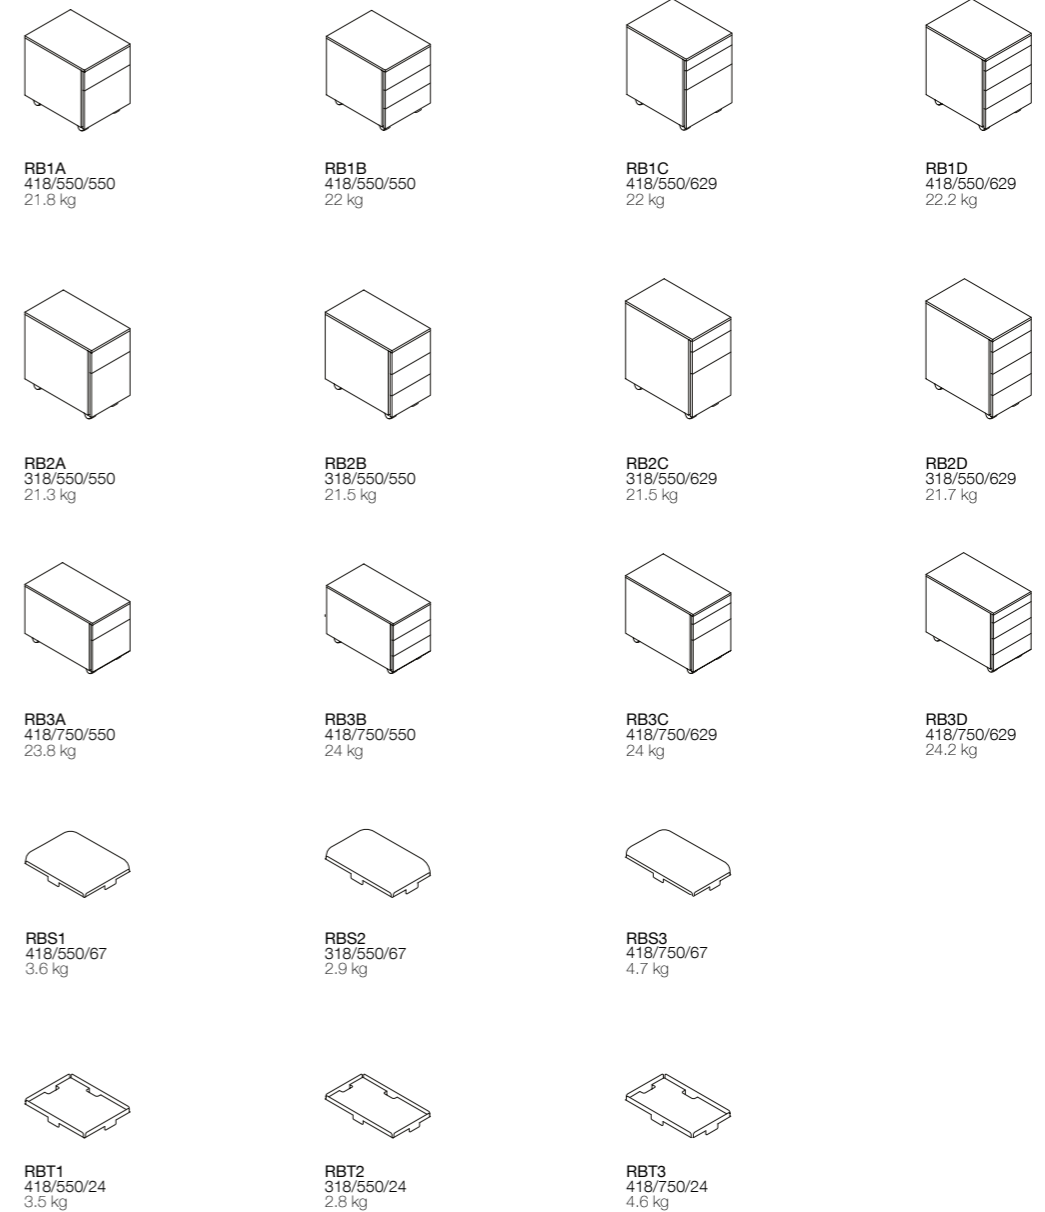 RB1A
418/550/550
21.8 kg
RB1B
418/550/550
22 kg
RB1C
418/550/629
22 kg
RB1D
418/550/629
22.2 kg
RB2A
318/550/550
21.3 kg
RB2B
318/550/550
21.5 kg
RB2C
318/550/629
21.5 kg
RB2D
318/550/629
21.7 kg
RB3A
418/750/550
23.8 kg
RB3B
418/750/550
24 kg
RB3C
418/750/629
24 kg
RB3D
418/750/629
24.2 kg
RBS1
418/550/67
3.6 kg
RBS2
318/550/67
2.9 kg
RBS3
418/750/67
4.7 kg
RBT1
418/550/24
3.5 kg
RBT2
318/550/24
2.8 kg
RBT3
418/750/24
4.6 kg